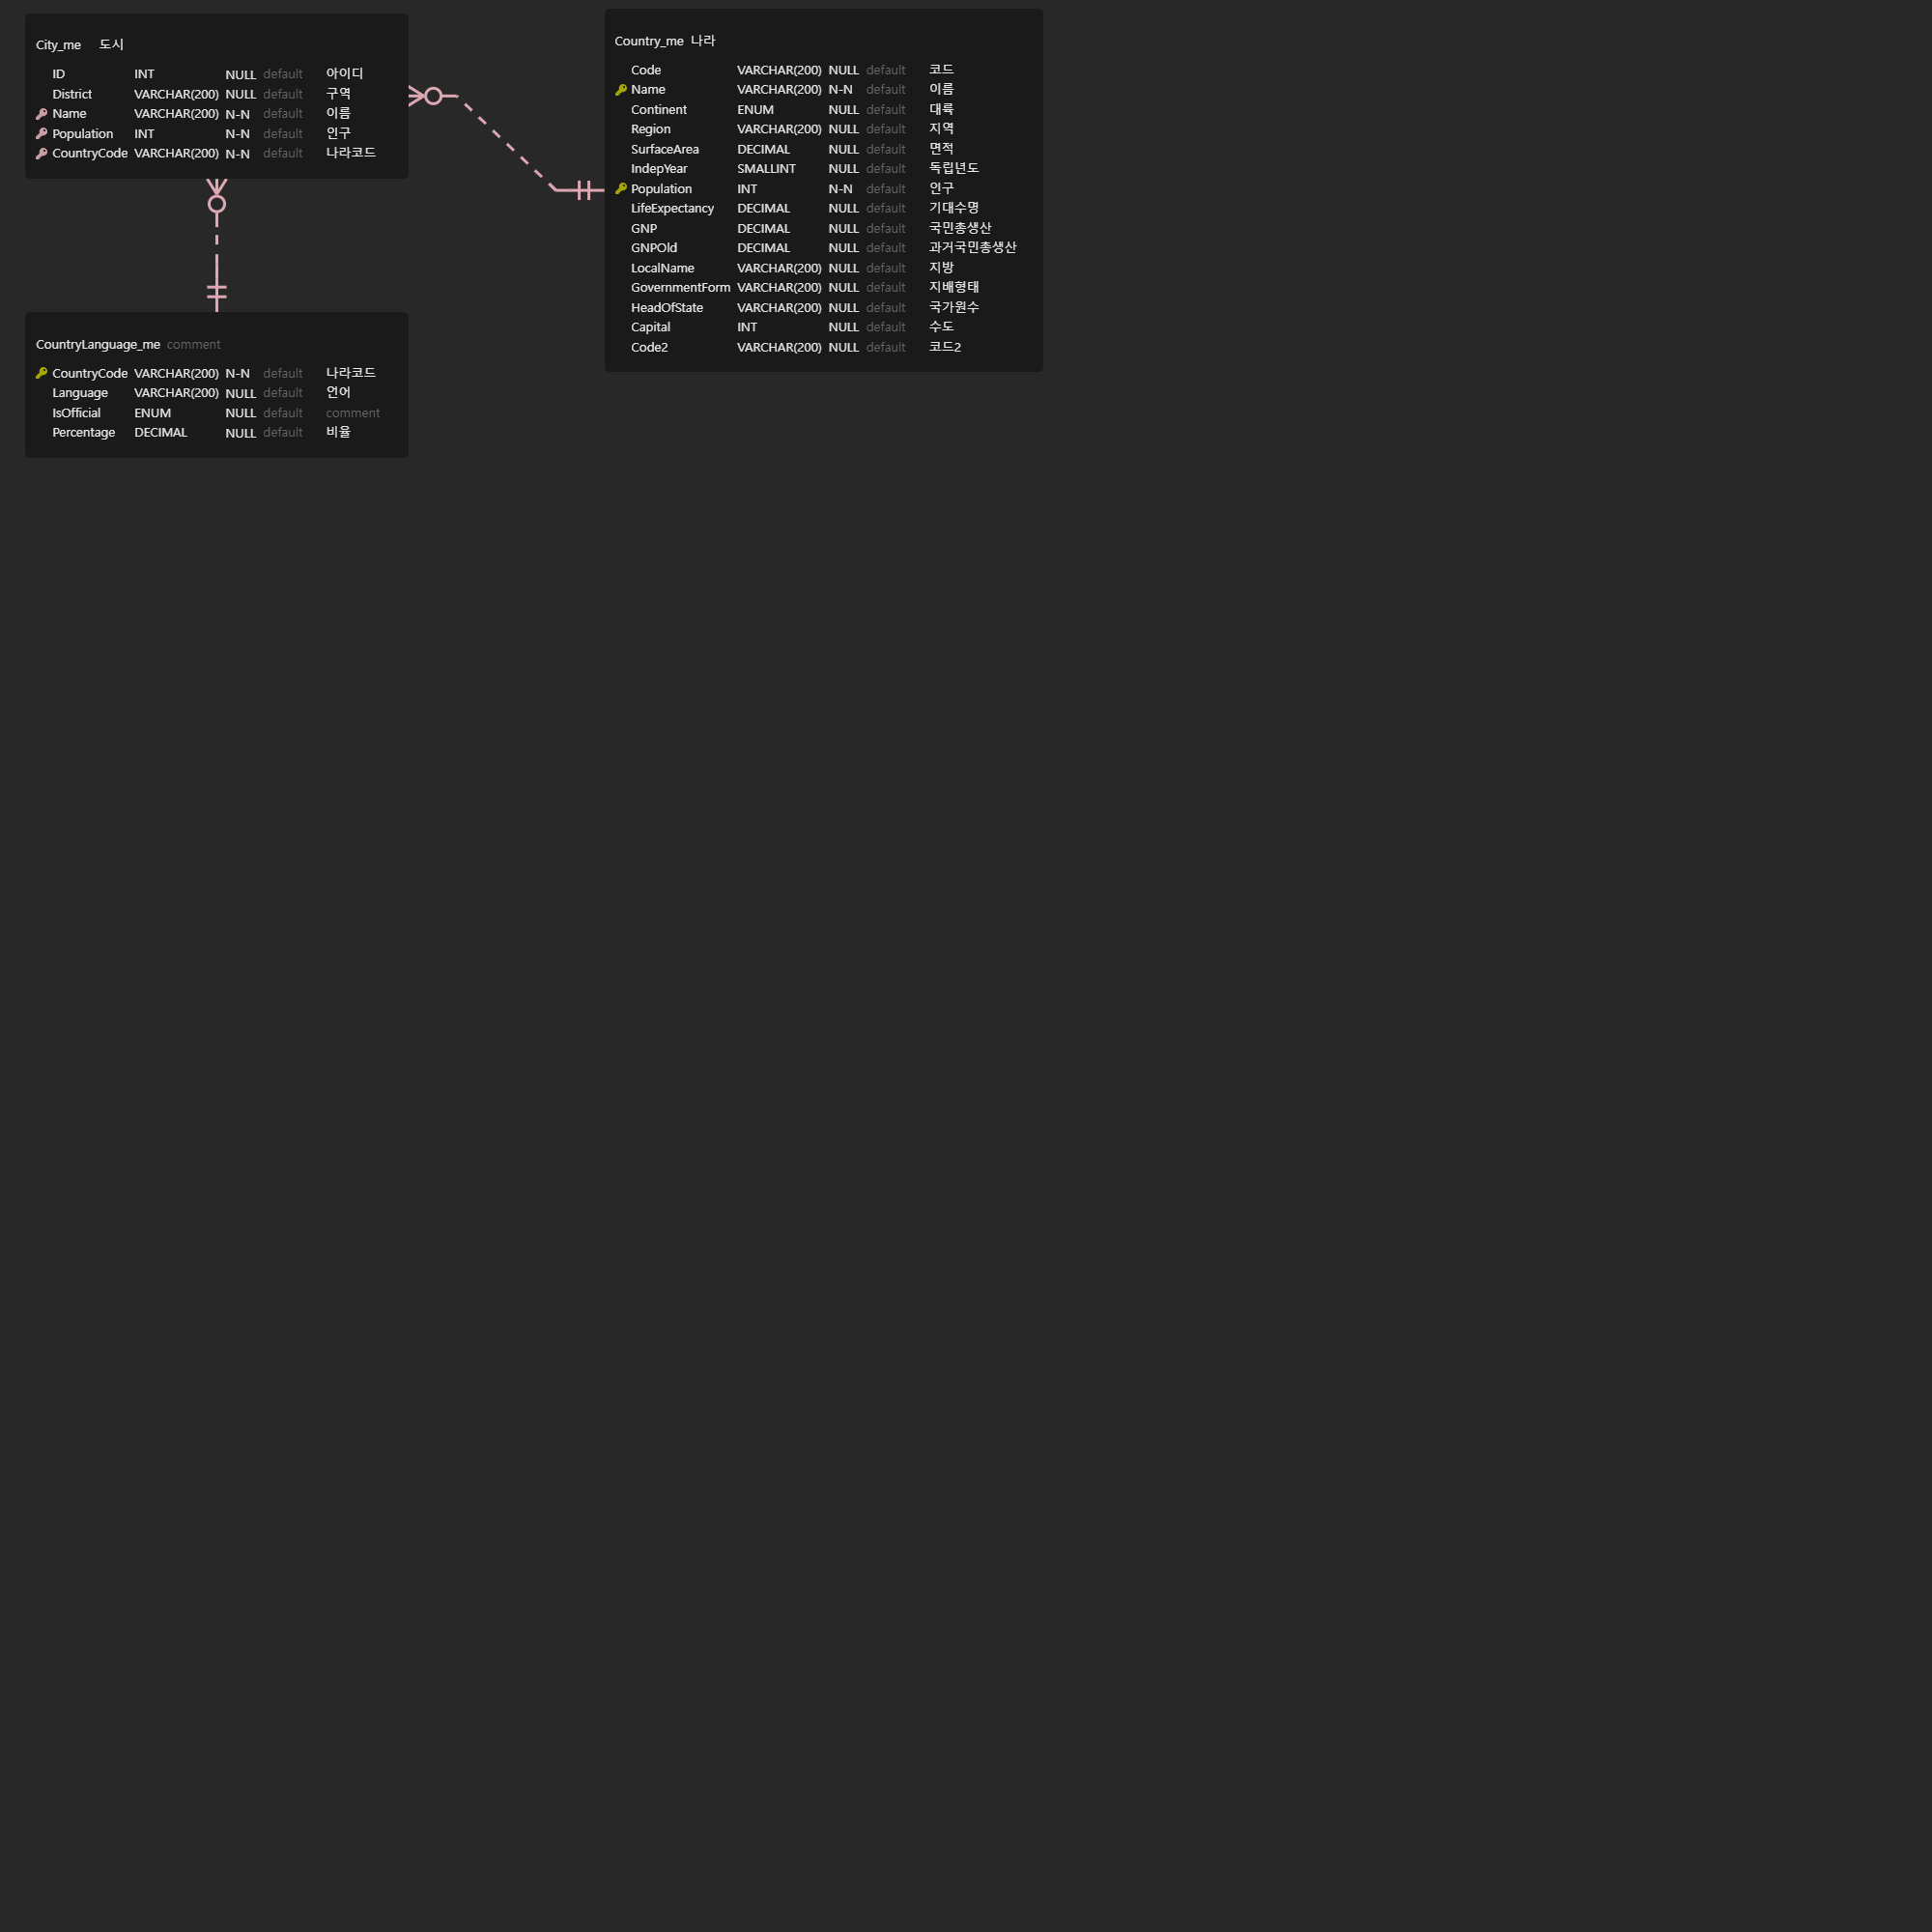 City_me 도시
ID INT NULL default 아이디
District VARCHAR(200) NULL default 구역
Name VARCHAR(200) N-N default 이름
Population INT N-N default 인구
CountryCode VARCHAR(200) N-N default 나라코드
Country_me 나라
Code VARCHAR(200) NULL default 코드
Name VARCHAR(200) N-N default 이름
Continent ENUM NULL default 대륙
Region VARCHAR(200) NULL default 지역
SurfaceArea DECIMAL NULL default 면적
IndepYear SMALLINT NULL default 독립년도
Population INT N-N default 인구
LifeExpectancy DECIMAL NULL default 기대수명
GNP DECIMAL NULL default 국민총생산
GNPOld DECIMAL NULL default 과거국민총생산
LocalName VARCHAR(200) NULL default 지방
GovernmentForm VARCHAR(200) NULL default 지배형태
HeadOfState VARCHAR(200) NULL default 국가원수
Capital INT NULL default 수도
Code2 VARCHAR(200) NULL default 코드2
CountryLanguage_me comment
CountryCode VARCHAR(200) N-N default 나라코드
Language VARCHAR(200) NULL default 언어
IsOfficial ENUM NULL default comment
Percentage DECIMAL NULL default 비율